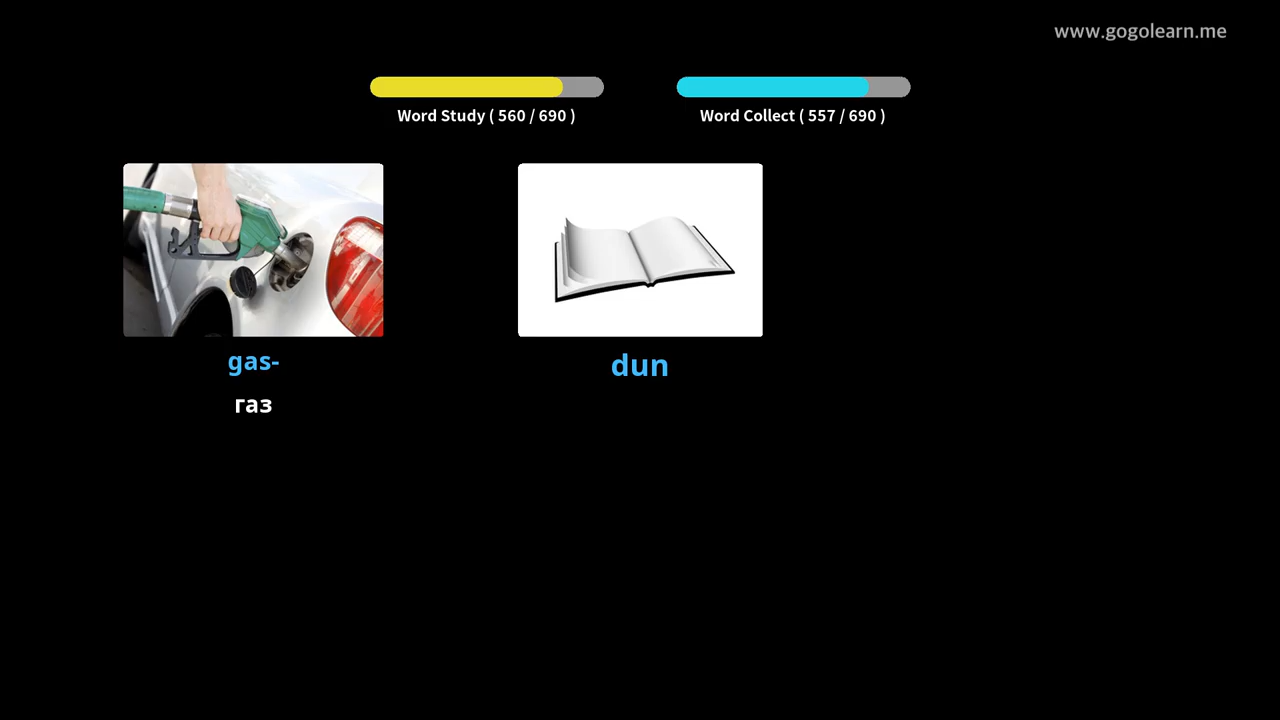 www.gogolearn.me
Word Study ( 560 / 690 )
Word Collect ( 557 / 690 )
gas-
газ
dun